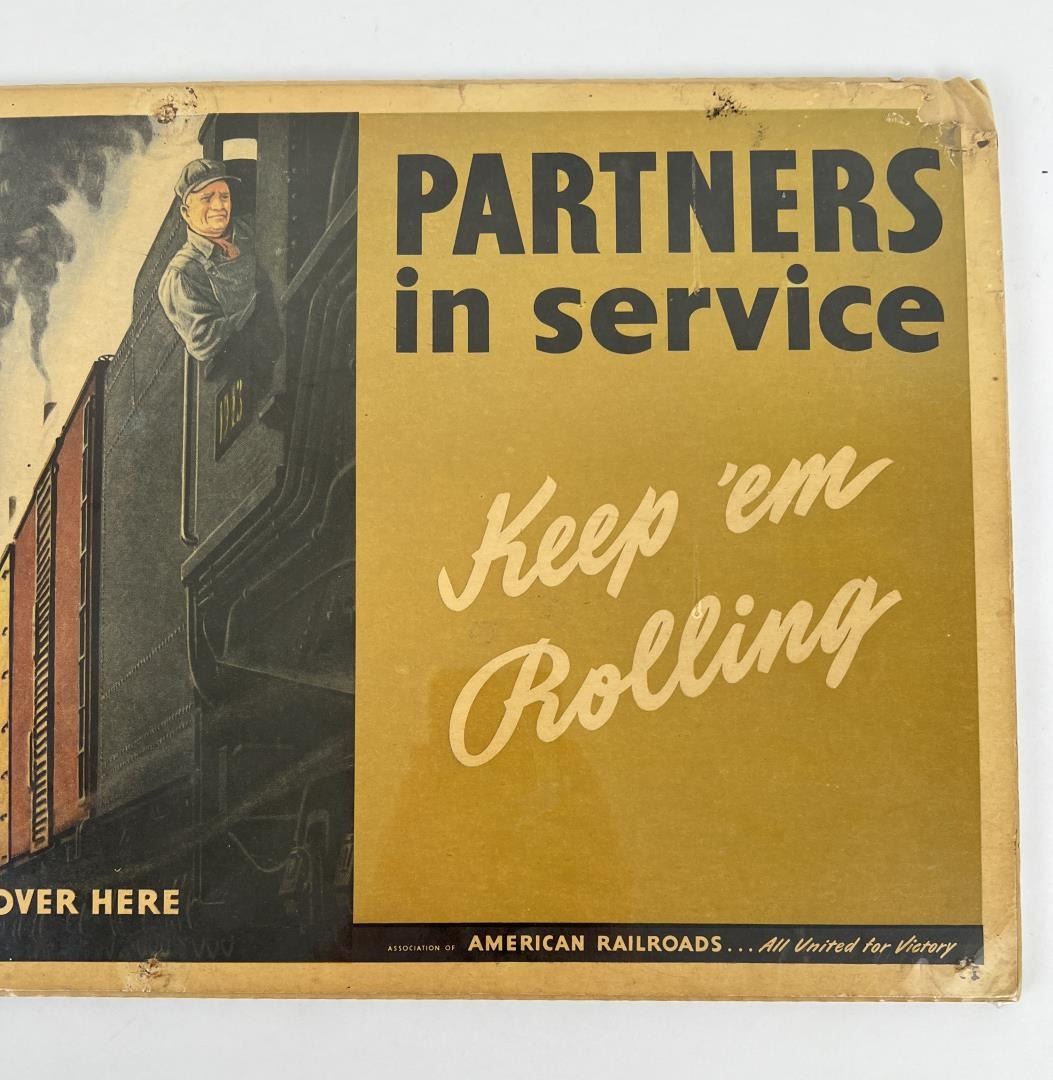 PARTNERS
in service
Keep 'em
Rolling
OVER HERE
ASSOCIATION OF AMERICAN RAILROADS... All United for Victory